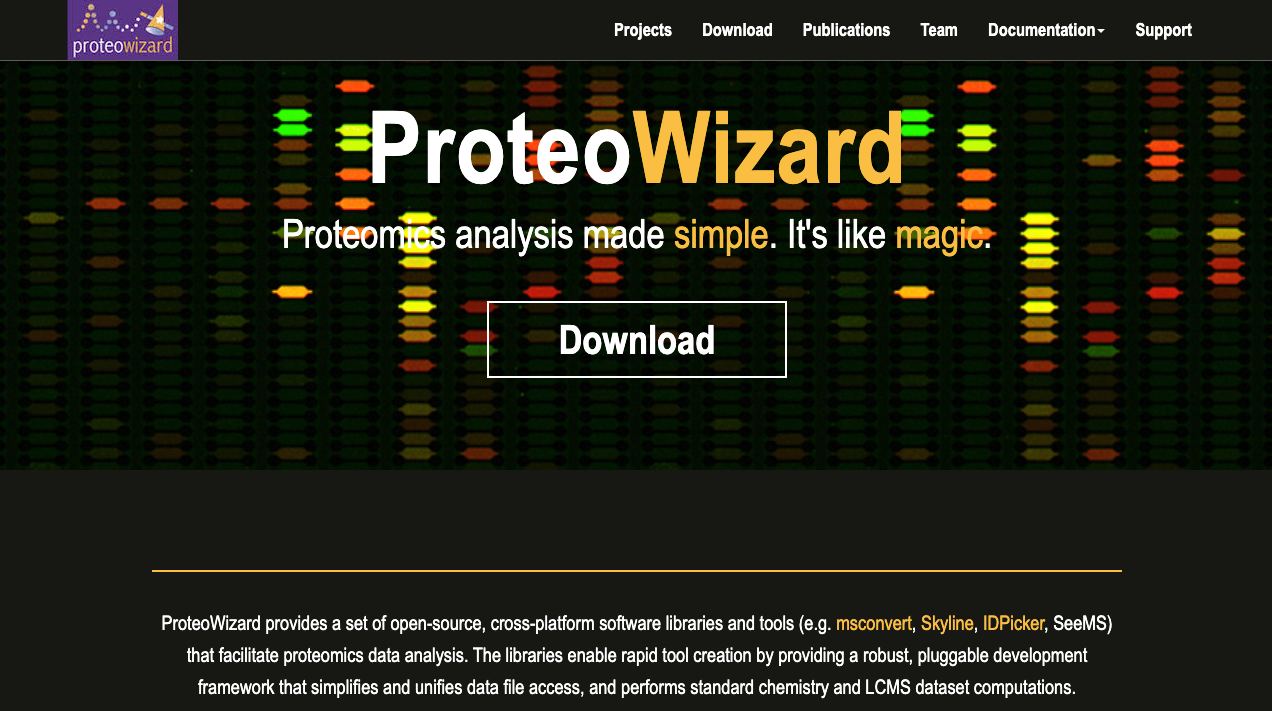 proteowizard
Projects Download Publications Team Documentation Support
ProteoWizard
Proteomics analysis made simple. It's like magic.
Download
ProteoWizard provides a set of open-source, cross-platform software libraries and tools (e.g. msconvert, Skyline, IDPicker, SeeMS)
that facilitate proteomics data analysis. The libraries enable rapid tool creation by providing a robust, pluggable development
framework that simplifies and unifies data file access, and performs standard chemistry and LCMS dataset computations.